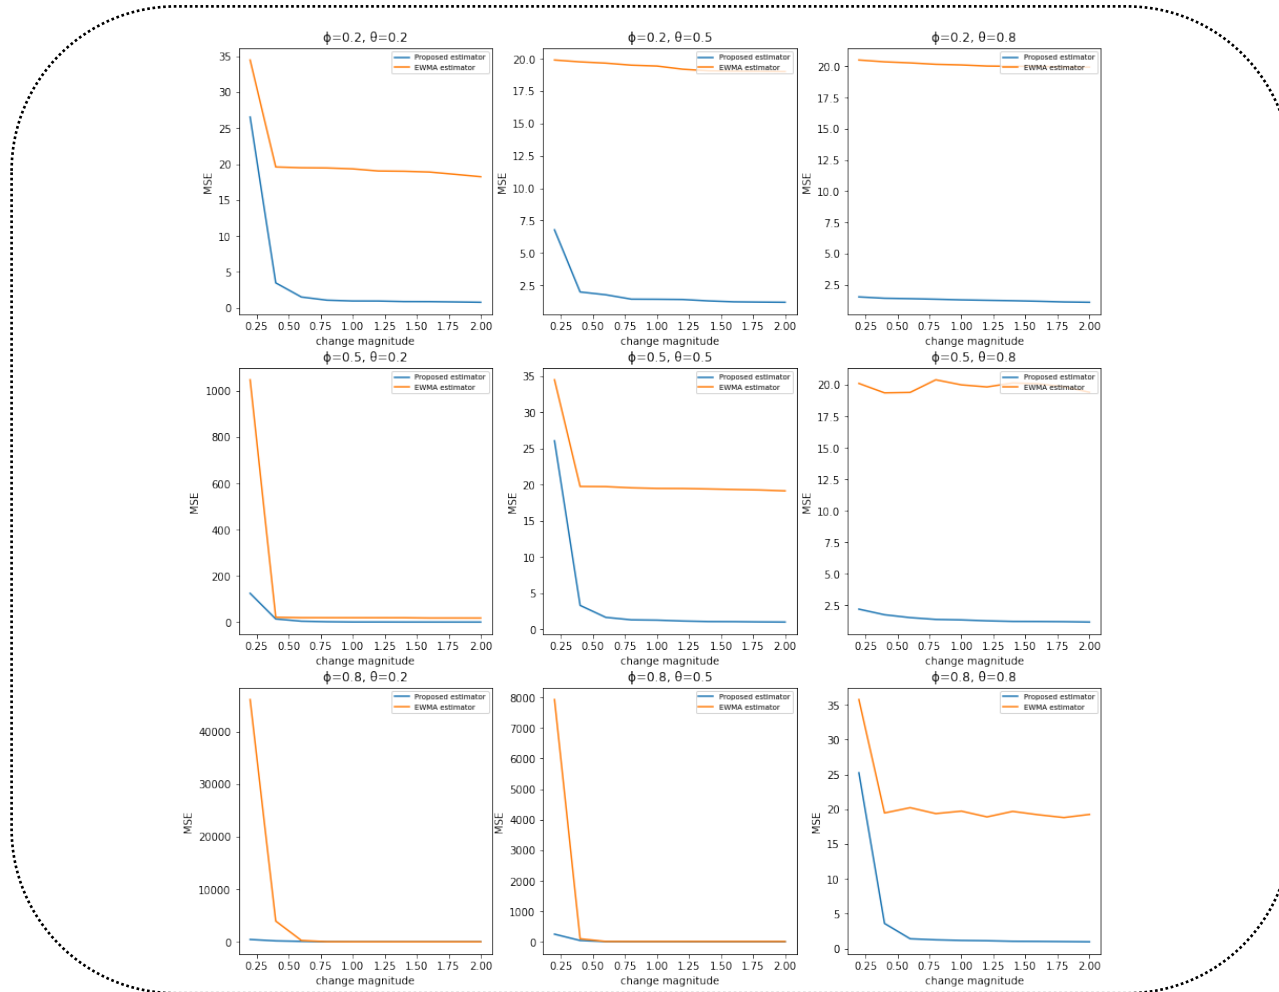 ϕ=0.2, θ=0.2
35
30
25
20
15
10
5
0
MSE
Proposed estimator
EWMA estimator
0.25 0.50 0.75 1.00 1.25 1.50 1.75 2.00
change magnitude
ϕ=0.2, θ=0.5
20.0
17.5
15.0
12.5
10.0
7.5
5.0
2.5
MSE
Proposed estimator
EWMA estimator
0.25 0.50 0.75 1.00 1.25 1.50 1.75 2.00
change magnitude
ϕ=0.2, θ=0.8
20.0
17.5
15.0
12.5
10.0
7.5
5.0
2.5
MSE
Proposed estimator
EWMA estimator
0.25 0.50 0.75 1.00 1.25 1.50 1.75 2.00
change magnitude
ϕ=0.5, θ=0.2
1000
800
600
400
200
0
MSE
Proposed estimator
EWMA estimator
0.25 0.50 0.75 1.00 1.25 1.50 1.75 2.00
change magnitude
ϕ=0.5, θ=0.5
35
30
25
20
15
10
5
0
MSE
Proposed estimator
EWMA estimator
0.25 0.50 0.75 1.00 1.25 1.50 1.75 2.00
change magnitude
ϕ=0.5, θ=0.8
20.0
17.5
15.0
12.5
10.0
7.5
5.0
2.5
MSE
Proposed estimator
EWMA estimator
0.25 0.50 0.75 1.00 1.25 1.50 1.75 2.00
change magnitude
ϕ=0.8, θ=0.2
40000
30000
20000
10000
0
MSE
Proposed estimator
EWMA estimator
0.25 0.50 0.75 1.00 1.25 1.50 1.75 2.00
change magnitude
ϕ=0.8, θ=0.5
8000
7000
6000
5000
4000
3000
2000
1000
0
MSE
Proposed estimator
EWMA estimator
0.25 0.50 0.75 1.00 1.25 1.50 1.75 2.00
change magnitude
ϕ=0.8, θ=0.8
35
30
25
20
15
10
5
0
MSE
Proposed estimator
EWMA estimator
0.25 0.50 0.75 1.00 1.25 1.50 1.75 2.00
change magnitude